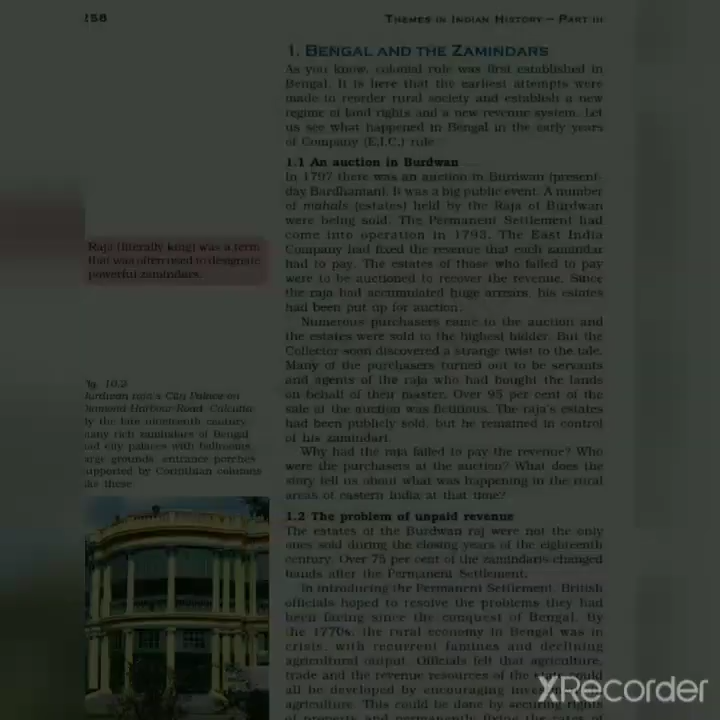 258
THEMES IN INDIAN HISTORY – PART III
1. BENGAL AND THE ZAMINDARS
As you know, colonial rule was first established in
Bengal. It is here that the earliest attempts were
made to reorder rural society and establish a new
regime of land rights and a new revenue system. Let
us see what happened in Bengal in the early years
of Company (E.I.C.) rule.
1.1 An auction in Burdwan
In 1797 there was an auction in Burdwan (present-
day Bardhaman). It was a big public event. A number
of mahals (estates) held by the Raja of Burdwan
were being sold. The Permanent Settlement had
come into operation in 1793. The East India
Company had fixed the revenue that each zamindar
had to pay. The estates of those who failed to pay
were to be auctioned to recover the revenue. Since
the raja had accumulated huge arrears, his estates
had been put up for auction.
Numerous purchasers came to the auction and
the estates were sold to the highest bidder. But the
Collector soon discovered a strange twist to the tale.
Many of the purchasers turned out to be servants
and agents of the raja who had bought the lands
on behalf of their master. Over 95 per cent of the
sale at the auction was fictitious. The raja's estates
had been publicly sold, but he remained in control
of his zamindari.
Why had the raja failed to pay the revenue? Who
were the purchasers at the auction? What does the
story tell us about what was happening in the rural
areas of eastern India at that time?
1.2 The problem of unpaid revenue
The estates of the Burdwan raj were not the only
ones sold during the closing years of the eighteenth
century. Over 75 per cent of the zamindaris changed
hands after the Permanent Settlement.
In introducing the Permanent Settlement, British
officials hoped to resolve the problems they had
been facing since the conquest of Bengal. By
the 1770s, the rural economy in Bengal was in
crisis, with recurrent famines and declining
agricultural output. Officials felt that agriculture,
trade and the revenue resources of the state could
all be developed by encouraging
agriculture. This could be done by securing rights
of property and permanently fixing the rates of
Raja (literally king) was a term
that was often used to designate
powerful zamindars.
ig. 10.2
Burdwan raja's City Palace on
Diamond Harbour Road, Calcutta
By the late nineteenth century
many rich zamindars of Bengal
had city palaces with ballrooms,
large grounds, entrance porches
supported by Corinthian columns
like these.
XRecorder